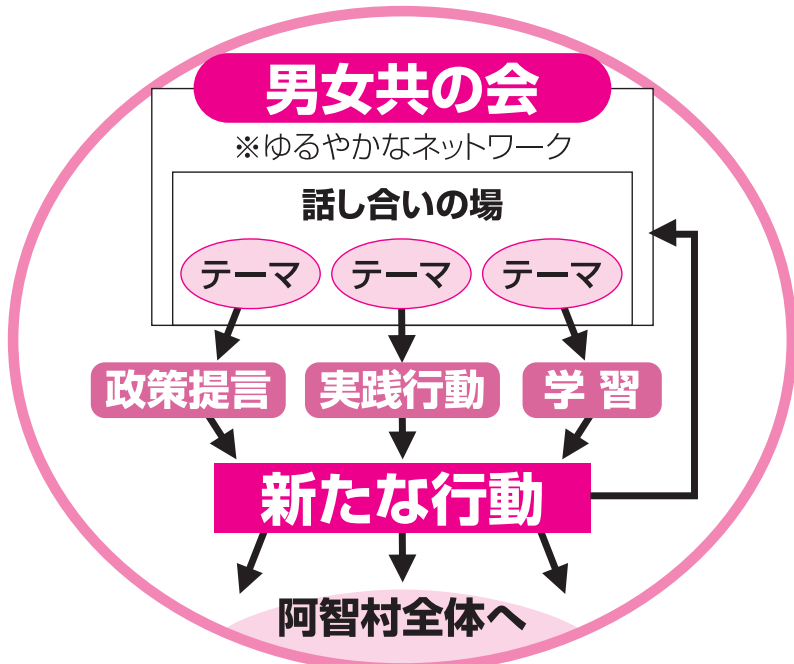 男女共の会
※ゆるやかなネットワーク
話し合いの場
テーマ テーマ テーマ
政策提言 実践行動 学 習
新たな行動
阿智村全体へ